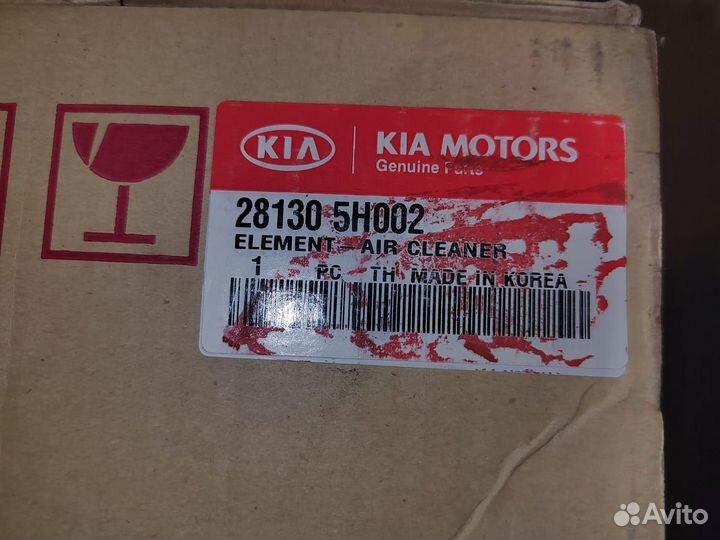 KIA KIA MOTORS
Genuine Parts
28130 5H002
ELEMENT-AIR CLEANER
1 PC TH MADE IN KOREA
Avito